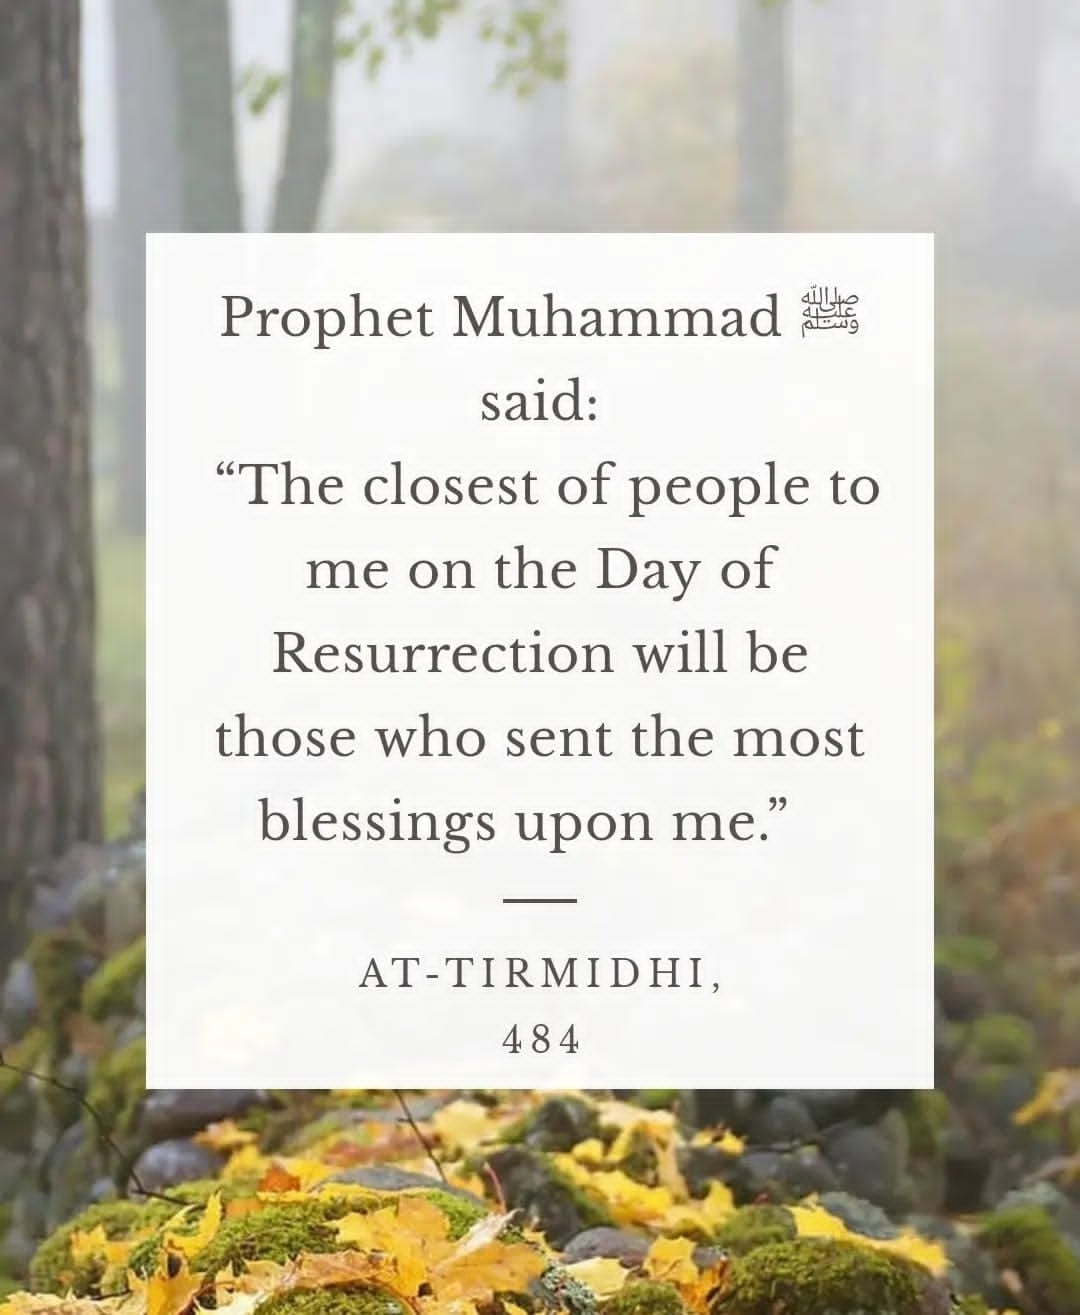 Prophet Muhammad ﷺ
said:
“The closest of people to
me on the Day of
Resurrection will be
those who sent the most
blessings upon me.”
AT-TIRMIDHI,
484